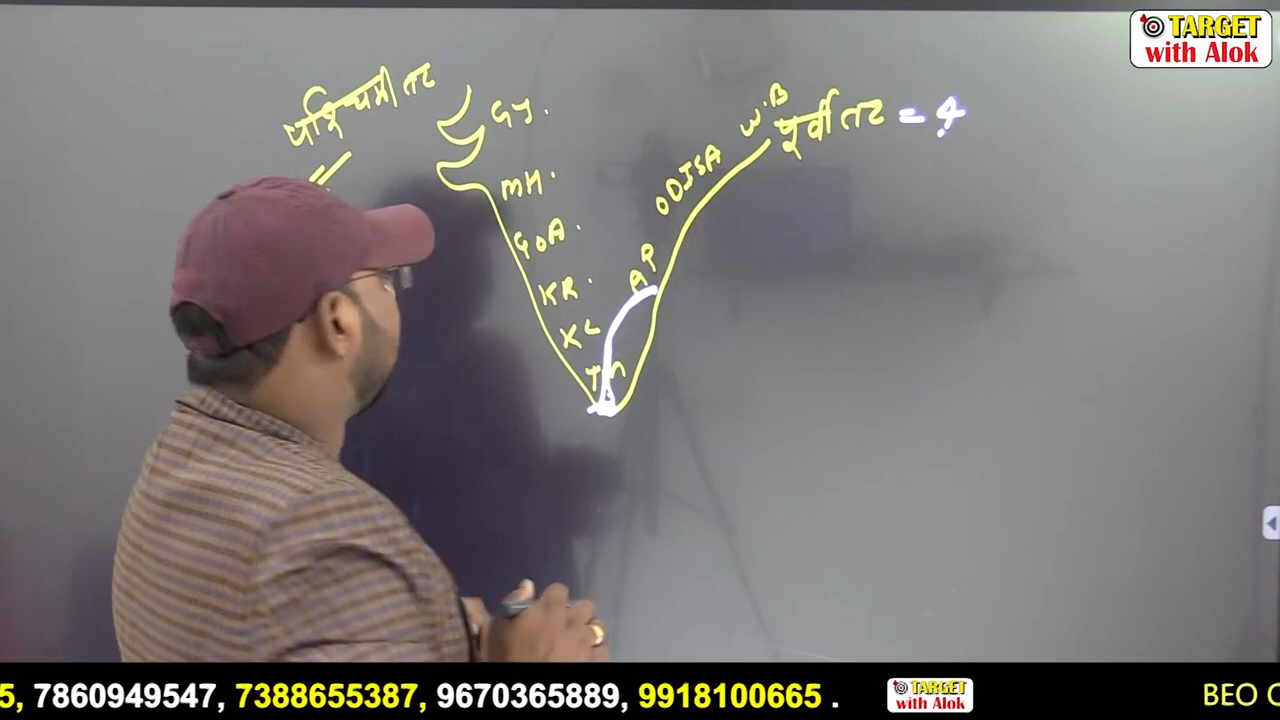 TARGET
with Alok
पश्चिमी तट
GJ.
MH.
GOA.
KR.
KL
TN
AP
ODISA
W.B
पूर्वी तट = 4
5, 7860949547, 7388655387, 9670365889, 9918100665 .
TARGET
with Alok
BEO